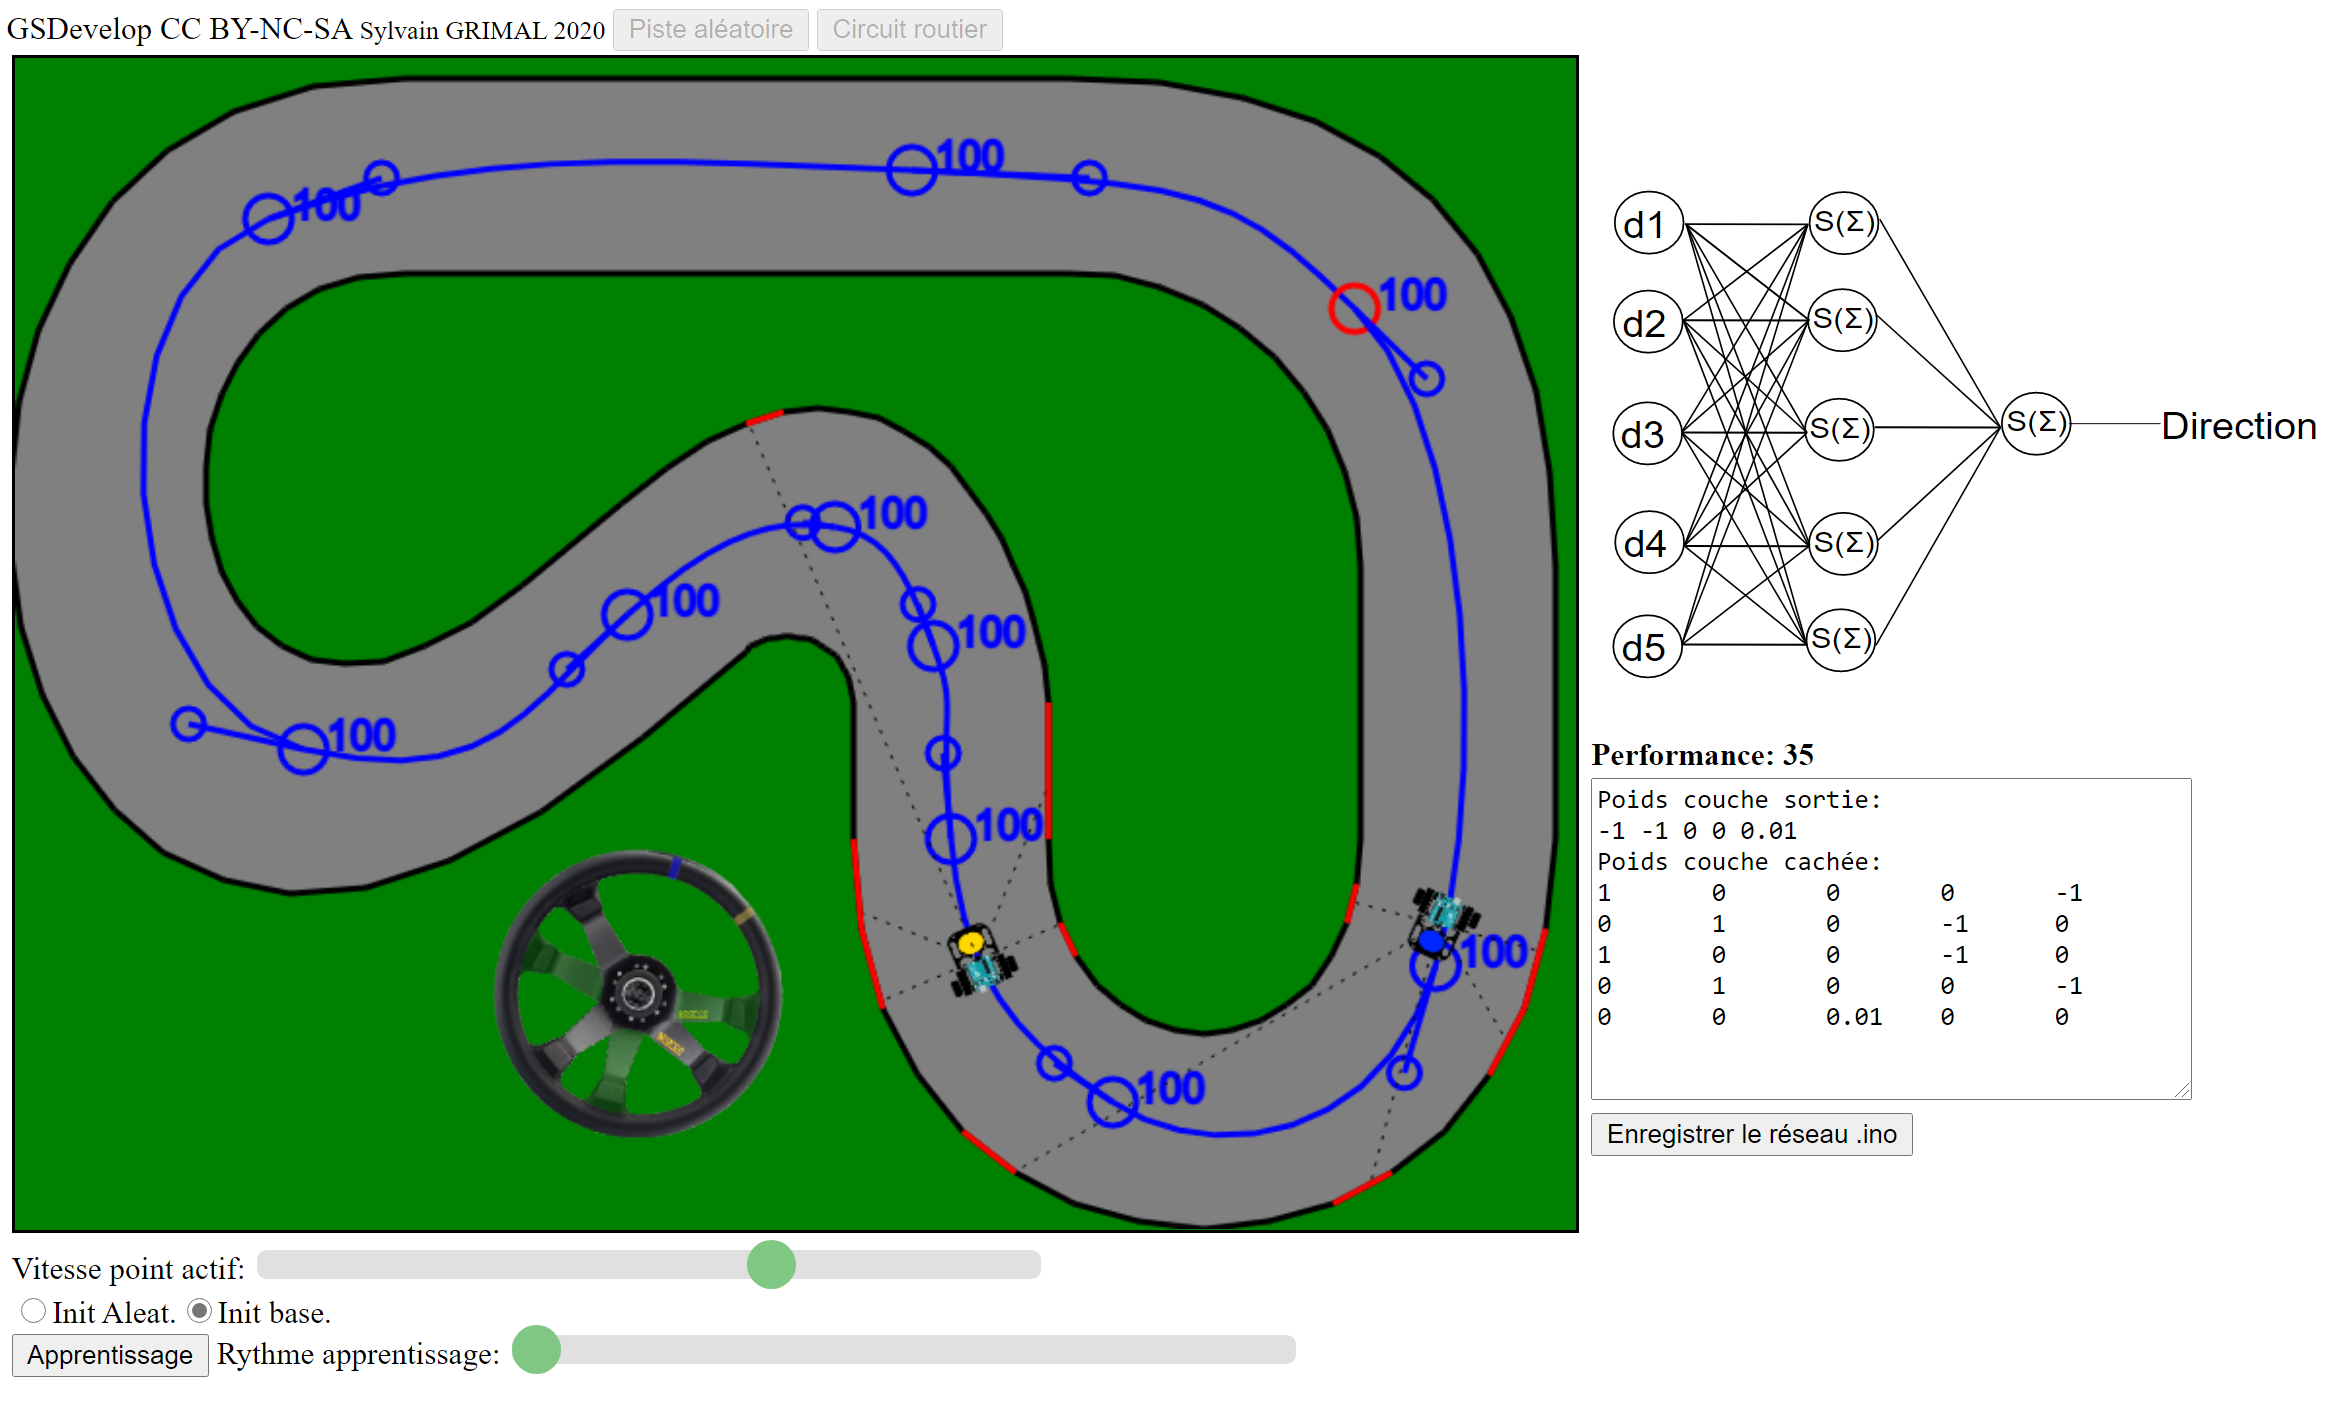 GSDevelop CC BY-NC-SA Sylvain GRIMAL 2020 Piste aléatoire Circuit routier
100
100
100
100
100
100
100
100
100
100
d1 S(Σ)
d2 S(Σ)
d3 S(Σ) S(Σ) Direction
d4 S(Σ)
d5 S(Σ)
Performance: 35
Poids couche sortie:
-1 -1 0 0 0.01
Poids couche cachée:
1 0 0 0 -1
0 1 0 -1 0
1 0 0 -1 0
0 1 0 0 -1
0 0 0.01 0 0
Enregistrer le réseau .ino
Vitesse point actif:
Init Aleat. Init base.
Apprentissage Rythme apprentissage: